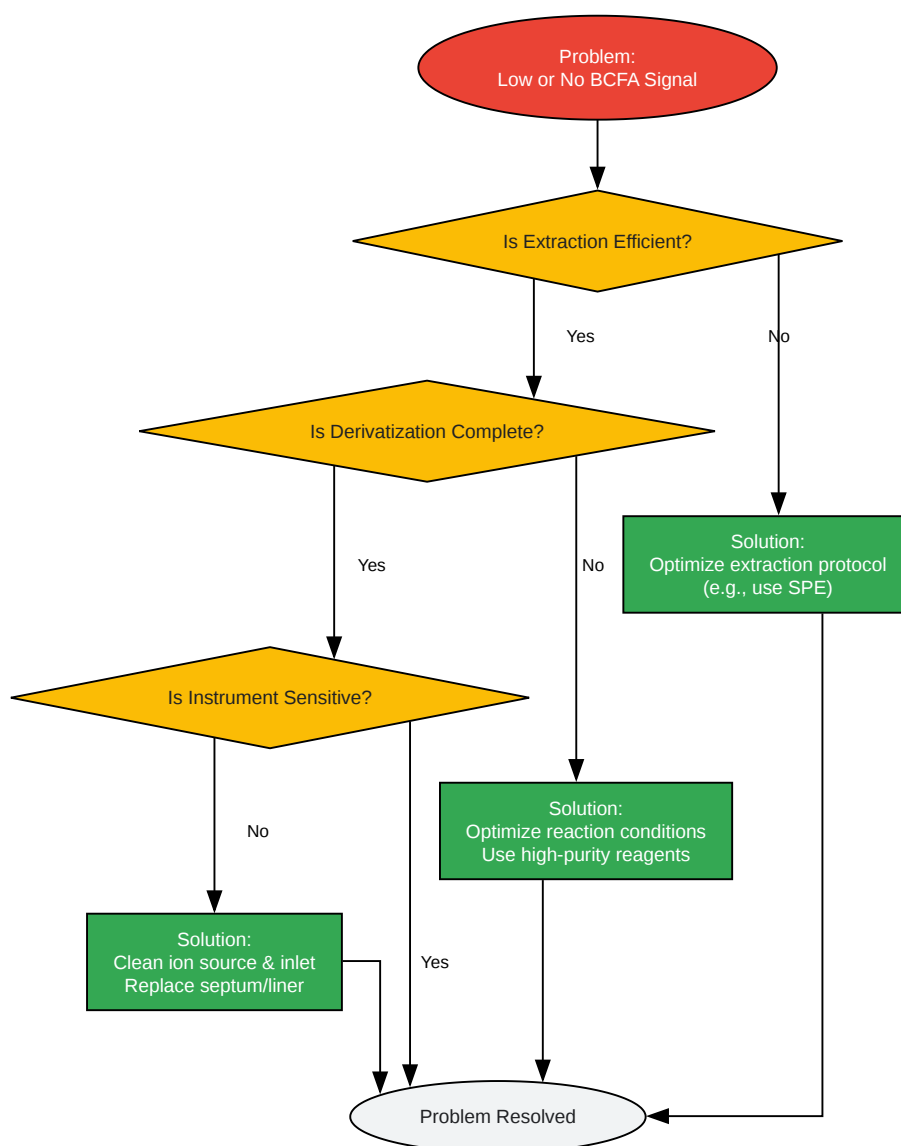 Problem:
Low or No BCFA Signal
Is Extraction Efficient?
Yes
No
Is Derivatization Complete?
Yes
No
Solution:
Optimize extraction protocol
(e.g., use SPE)
Is Instrument Sensitive?
No
Yes
Solution:
Optimize reaction conditions
Use high-purity reagents
Solution:
Clean ion source & inlet
Replace septum/liner
Problem Resolved